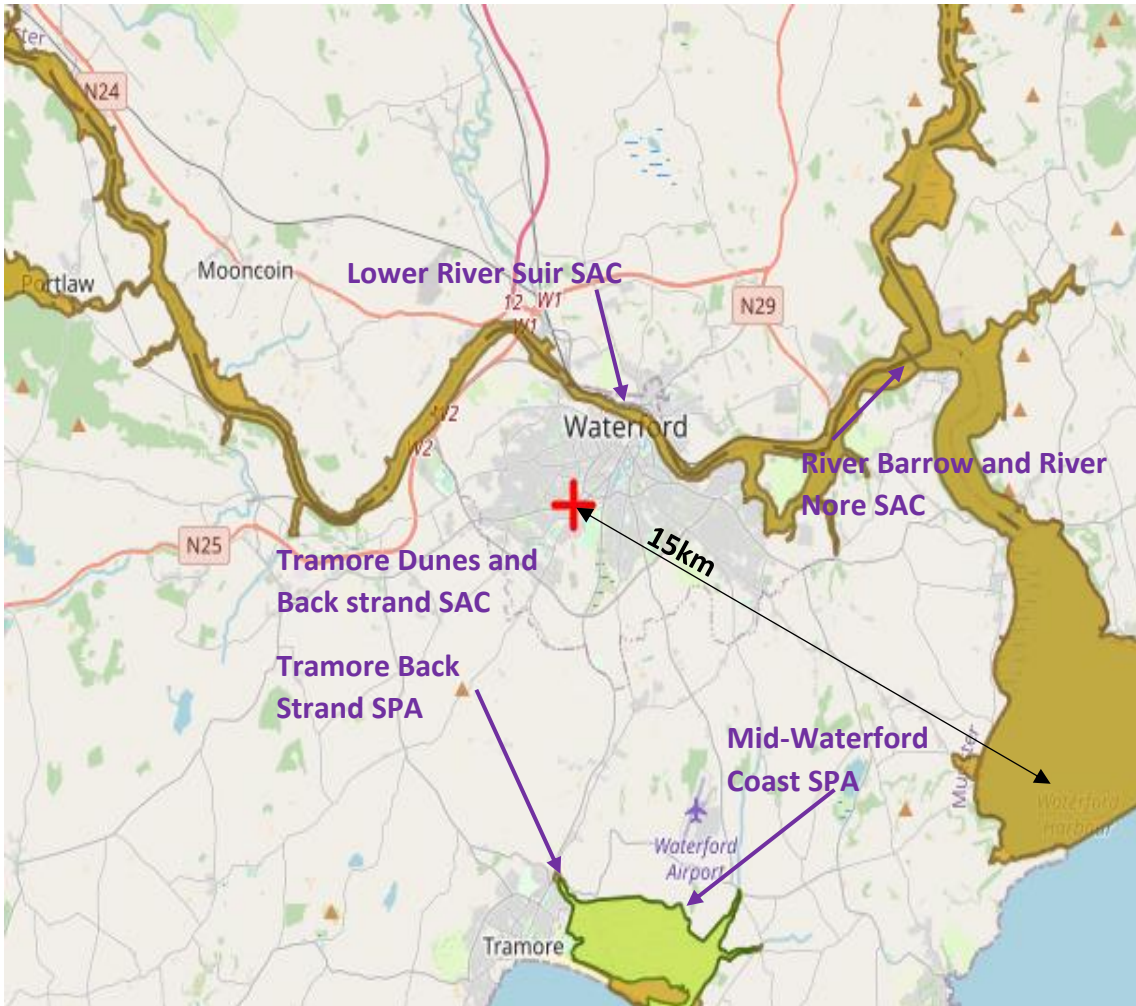 ster
N24
Mooncoin
Portlaw
Lower River Suir SAC
12
W1
W1
N29
W2
W2
Waterford
River Barrow and River
Nore SAC
N25
15km
Tramore Dunes and
Back strand SAC
Tramore Back
Strand SPA
Mid-Waterford
Coast SPA
Munster
Waterford
Harbour
Waterford
Airport
Tramore